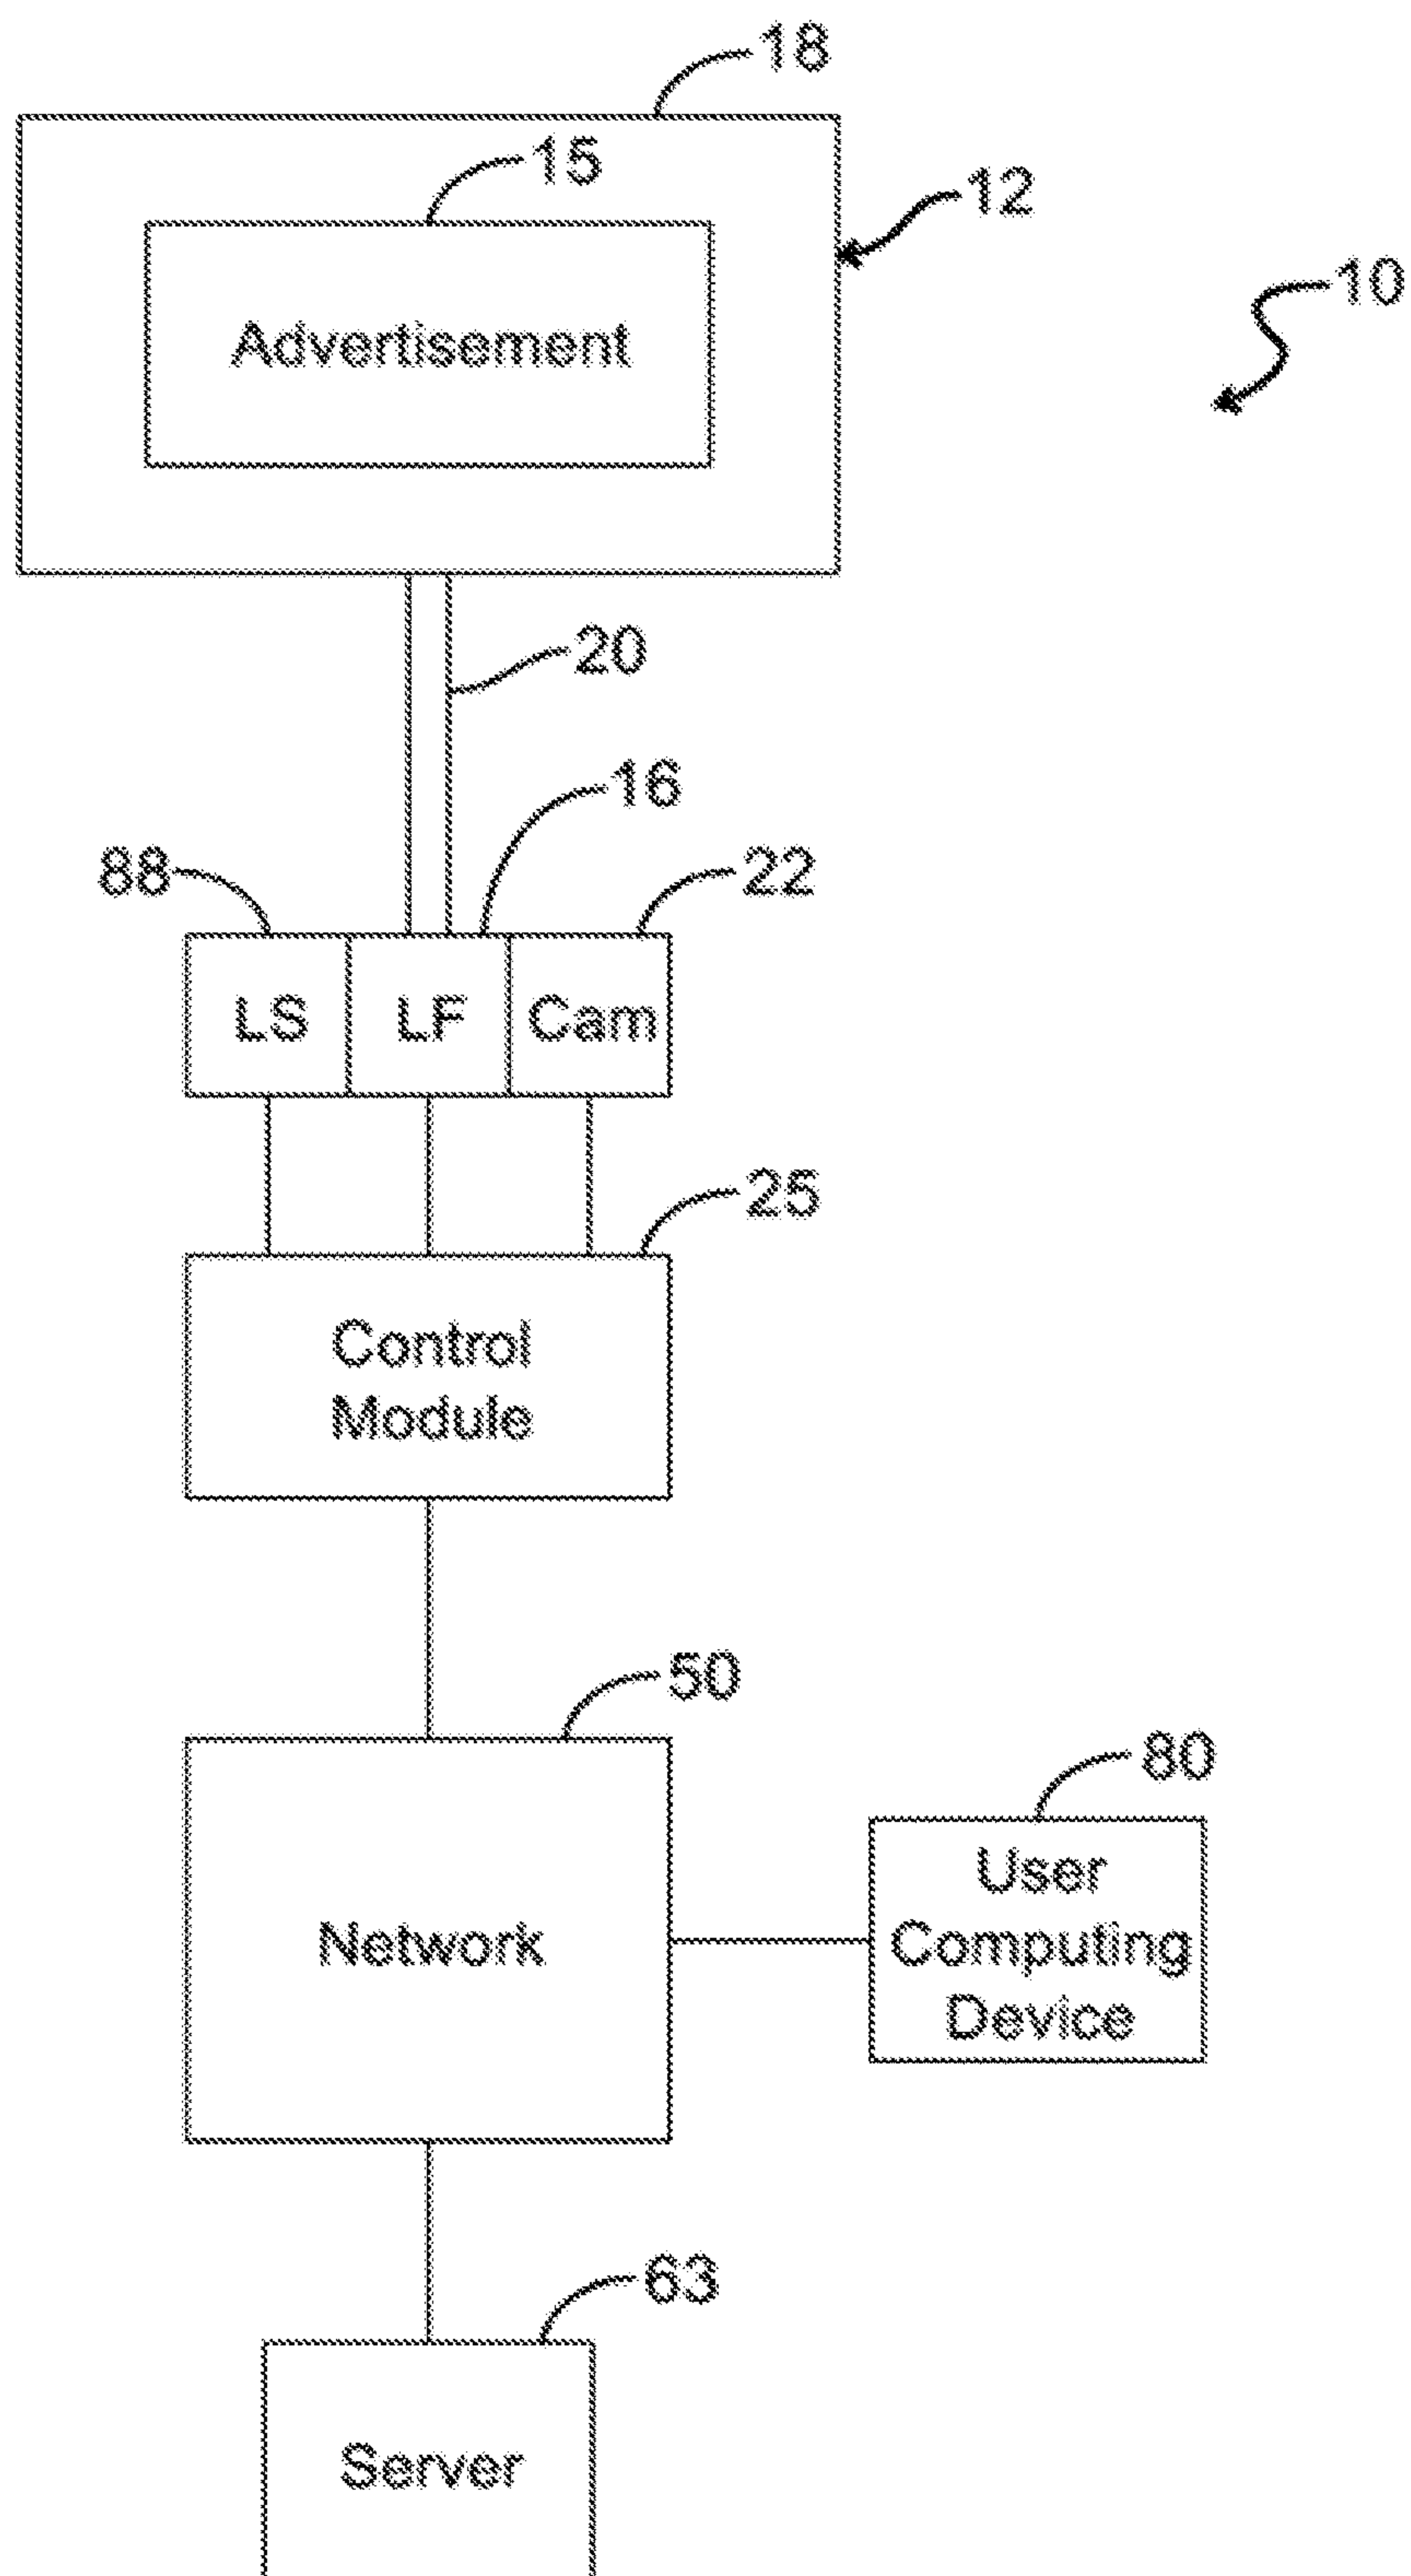 18
15
12
10
Advertisement
20
16
88
22
LS LF Cam
25
Control
Module
50
80
User
Computing
Device
Network
63
Server